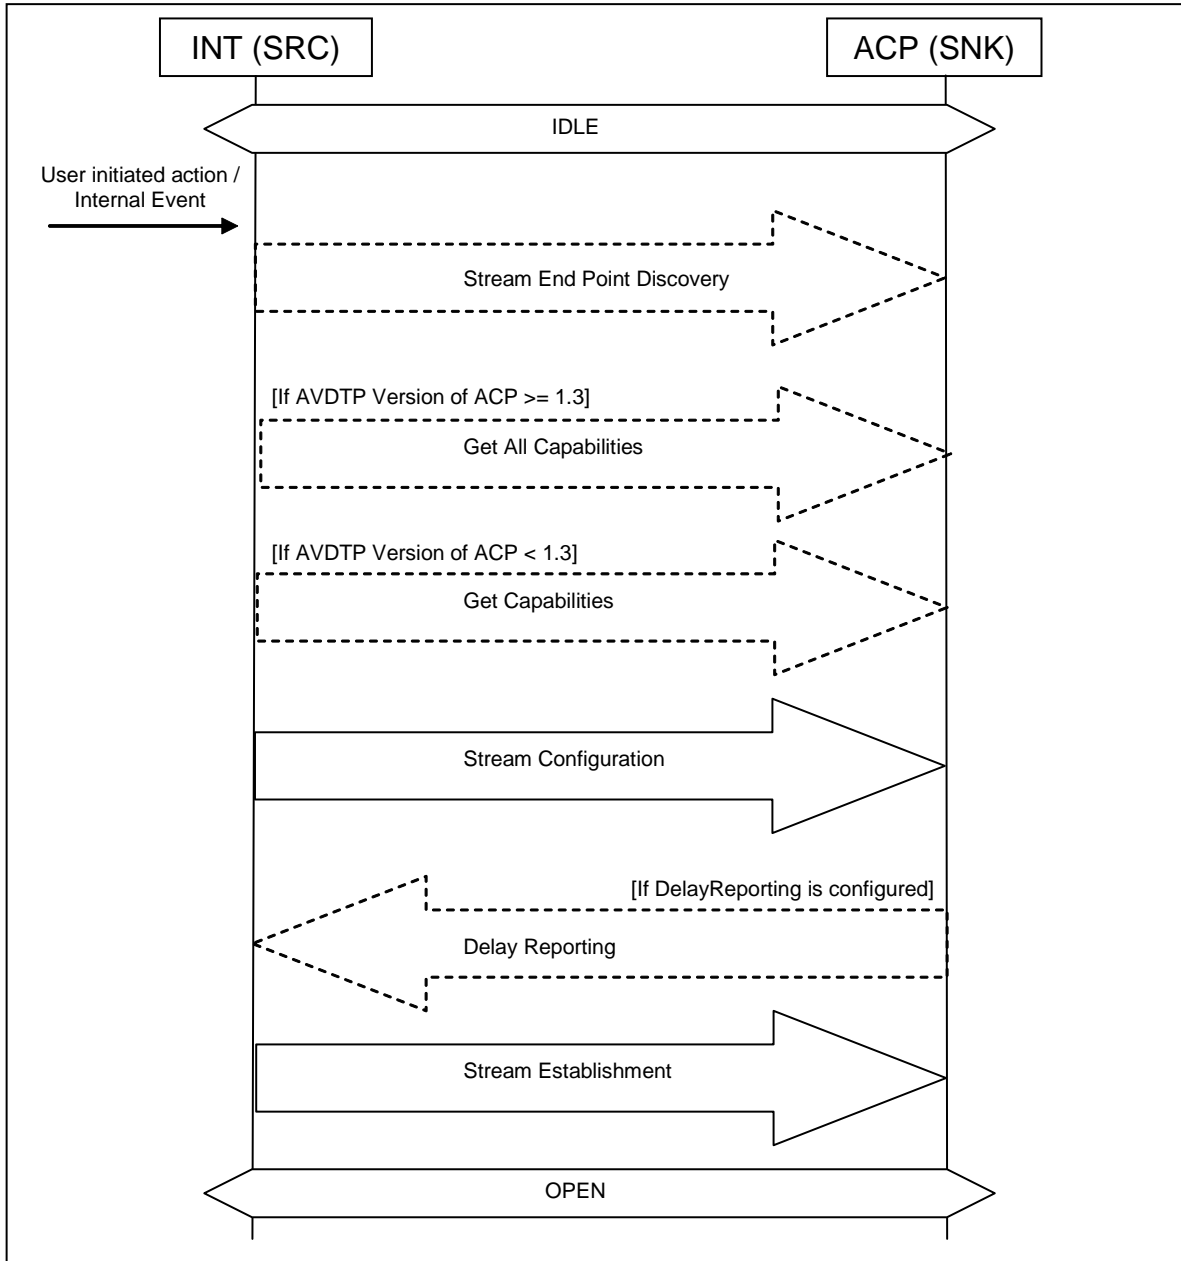 INT (SRC)
ACP (SNK)
IDLE
User initiated action /
Internal Event
Stream End Point Discovery
[If AVDTP Version of ACP >= 1.3]
Get All Capabilities
[If AVDTP Version of ACP < 1.3]
Get Capabilities
Stream Configuration
[If DelayReporting is configured]
Delay Reporting
Stream Establishment
OPEN